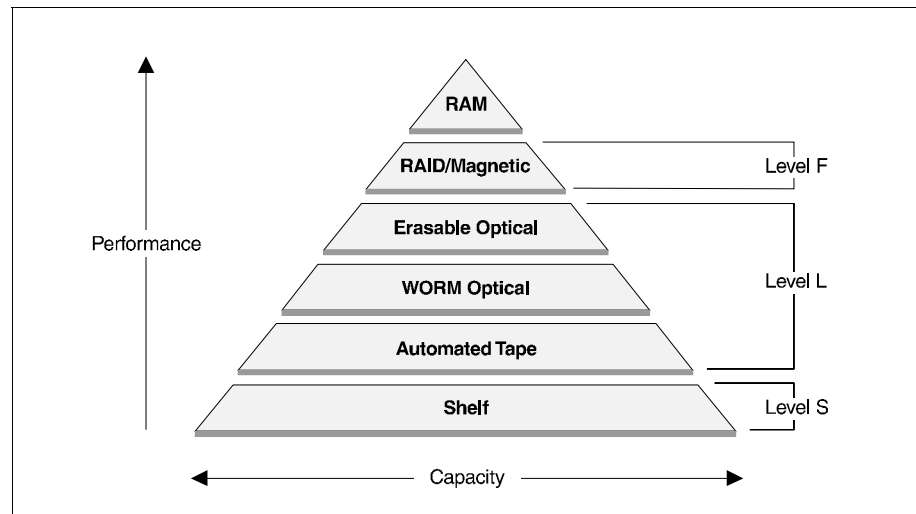 RAM
RAID/Magnetic
Level F
Erasable Optical
Performance
Level L
WORM Optical
Automated Tape
Shelf
Level S
Capacity